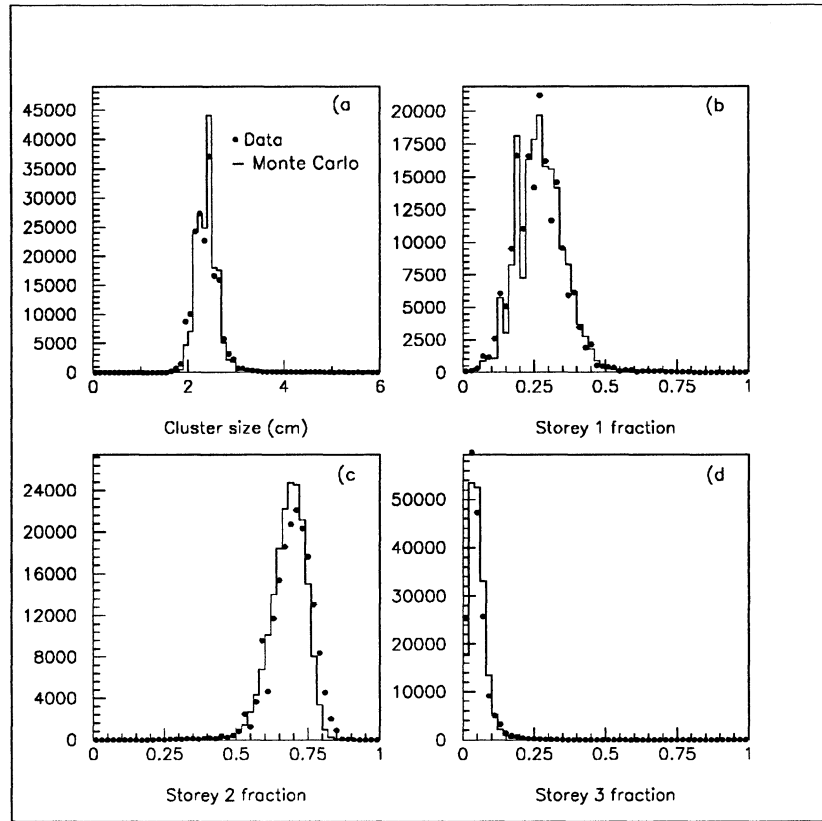 (a
45000
40000
35000
30000
25000
20000
15000
10000
5000
0
• Data
— Monte Carlo
0 2 4 6
Cluster size (cm)
(b
20000
17500
15000
12500
10000
7500
5000
2500
0
0 0.25 0.5 0.75 1
Storey 1 fraction
(c
24000
20000
16000
12000
8000
4000
0
0 0.25 0.5 0.75 1
Storey 2 fraction
(d
50000
40000
30000
20000
10000
0
0 0.25 0.5 0.75 1
Storey 3 fraction